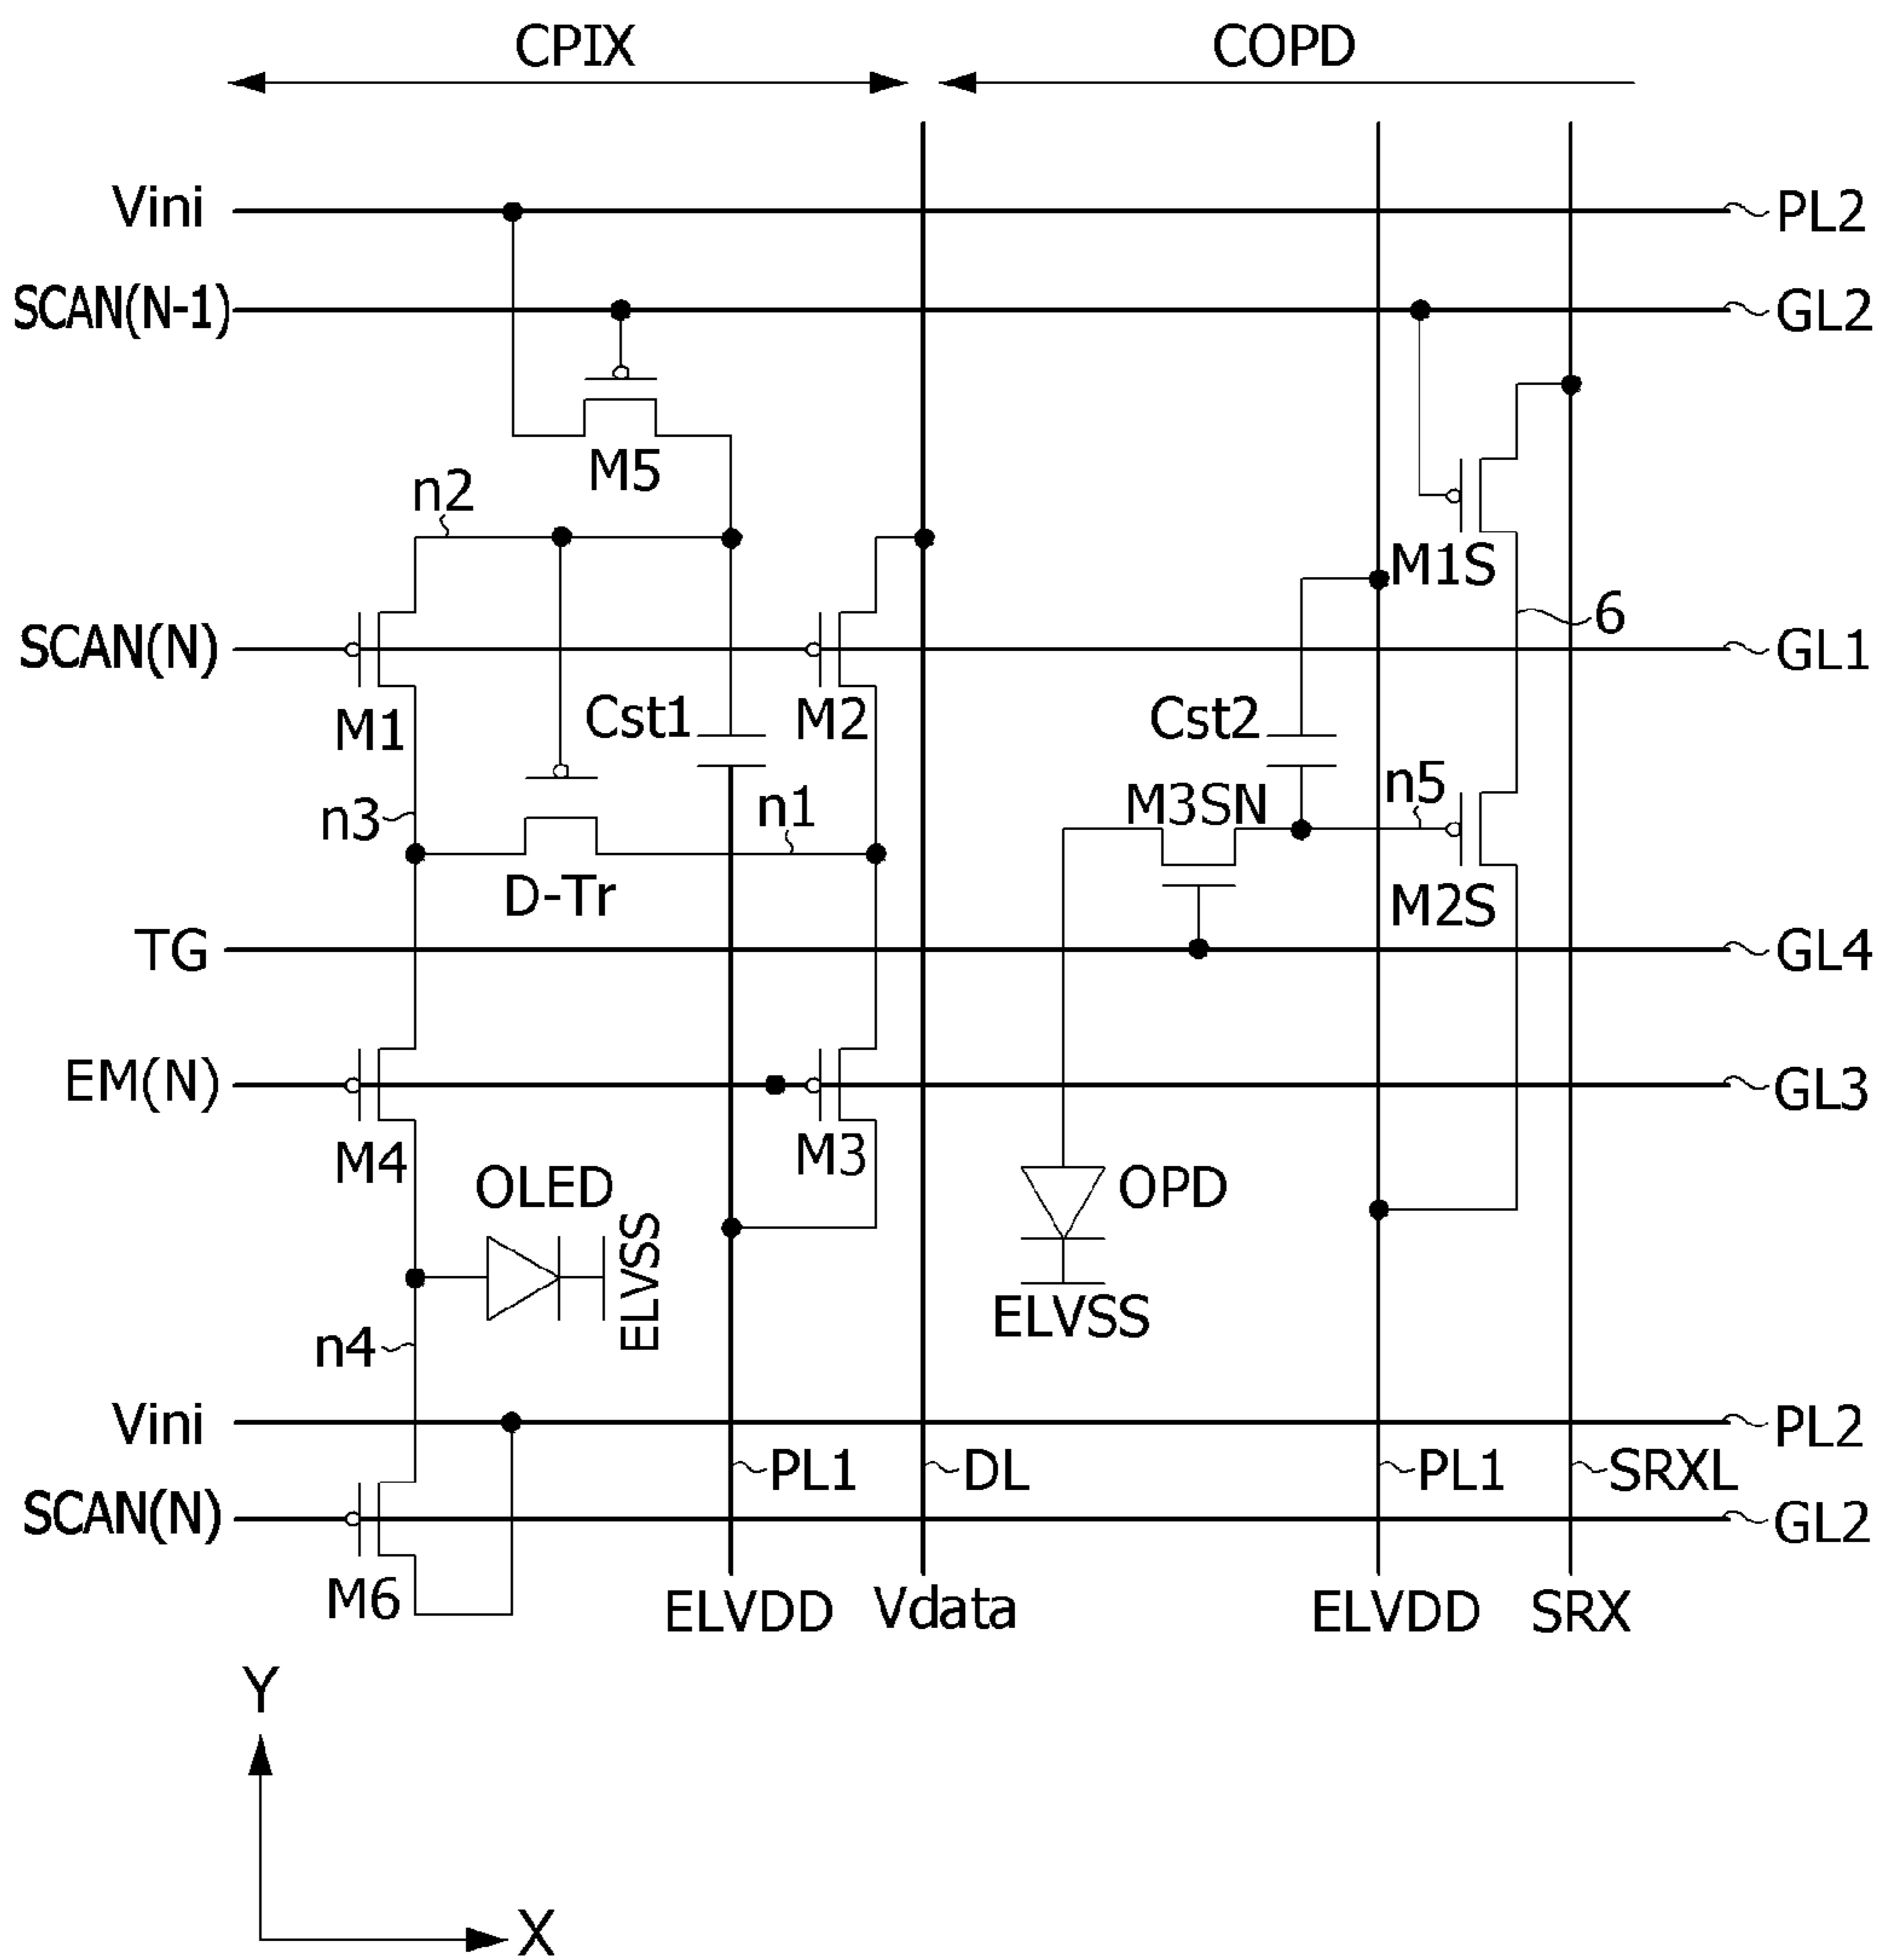 CPIX COPD
Vini PL2
SCAN(N-1) GL2
M5
n2
M1S
6
SCAN(N) GL1
M1 Cst1 M2 Cst2
n3 n1 M3SN n5
D-Tr M2S
TG GL4
EM(N) GL3
M4 M3
OLED ELVSS OPD
ELVSS
n4
Vini PL2
PL1 DL PL1 SRXL
SCAN(N) GL2
M6 ELVDD Vdata ELVDD SRX
Y
X